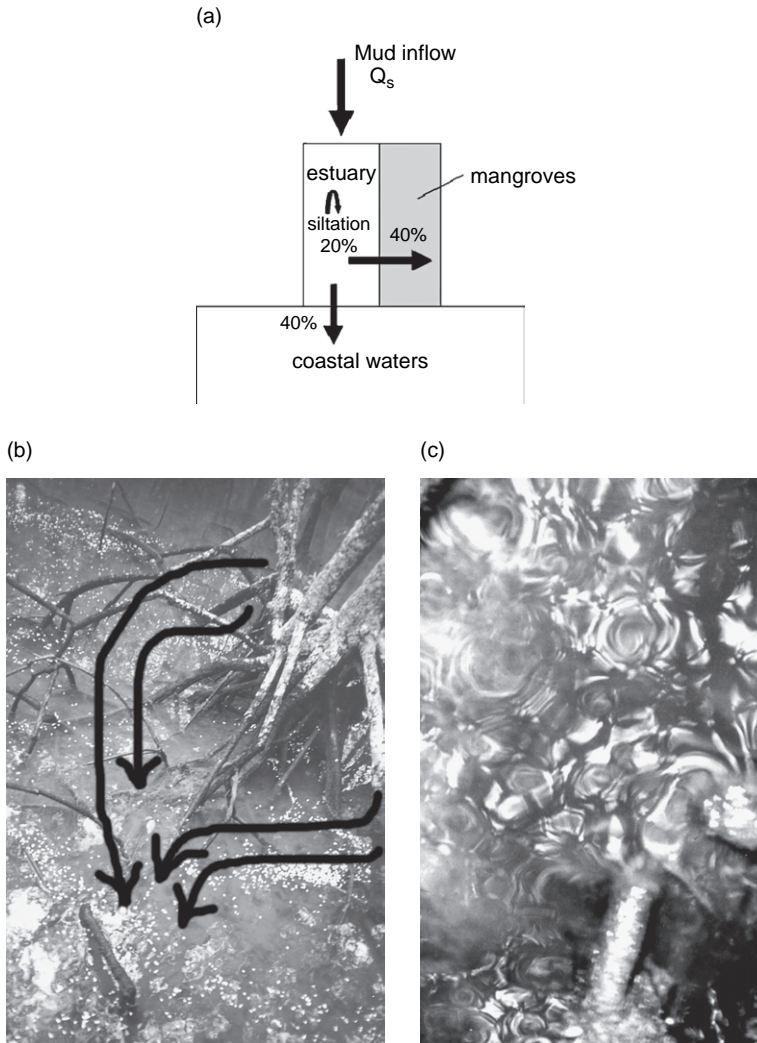 (a)
Mud inflow
Qs
estuary
mangroves
siltation
20%
40%
40%
coastal waters
(b)
(c)